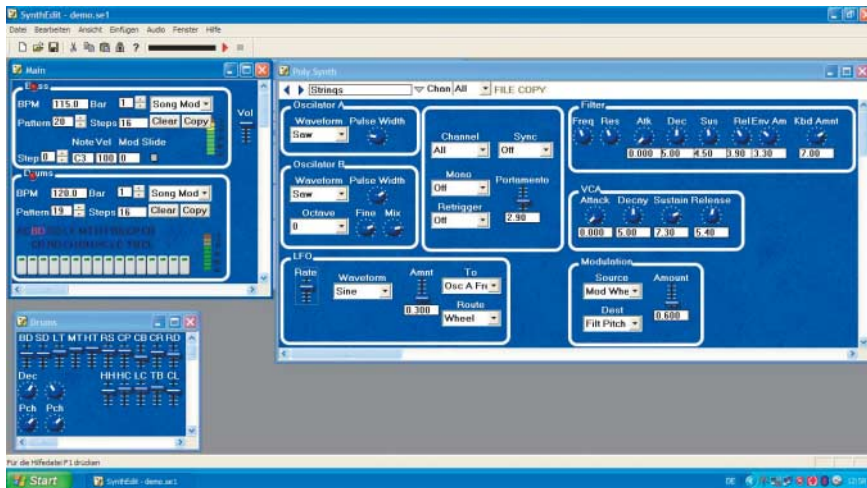 SynthEdit - demo.se1
Datei Bearbeiten Ansicht Einfügen Audio Fenster Hilfe
Main
Bass
BPM 115.0 Bar 1 Song Mod
Pattern 20 Steps 16 Clear Copy
Vol
Note Vel Mod Slide
Step 0 C3 100 0
Drums
BPM 120.0 Bar 1 Song Mod
Pattern 19 Steps 16 Clear Copy
Poly Synth
Strings Chan All FILE COPY
Oscilator A
Waveform Pulse Width
Saw
Oscilator B
Waveform Pulse Width
Saw
Octave Fine Mix
0
Channel Sync
All Off
Mono Portamento
Off
Retrigger
Off 2.90
LFO
Rate Waveform Amnt To
Sine Osc A Fre
0.300 Route
Wheel
Filter
Freq Res Atk Dec Sus Rel Env Am Kbd Amnt
0.000 5.00 4.50 3.90 3.30 7.00
VCA
Attack Decay Sustain Release
0.000 5.00 7.30 5.40
Modulation
Source Amount
Mod Whe
Dest 0.600
Filt Pitch
Drums
BD SD LT MT HT RS CP CB CR RD
Dec HH HC LC TB CL
Pch Pch
Für die Hilfedatei F1 drücken
Start SynthEdit - demo.se1 DE